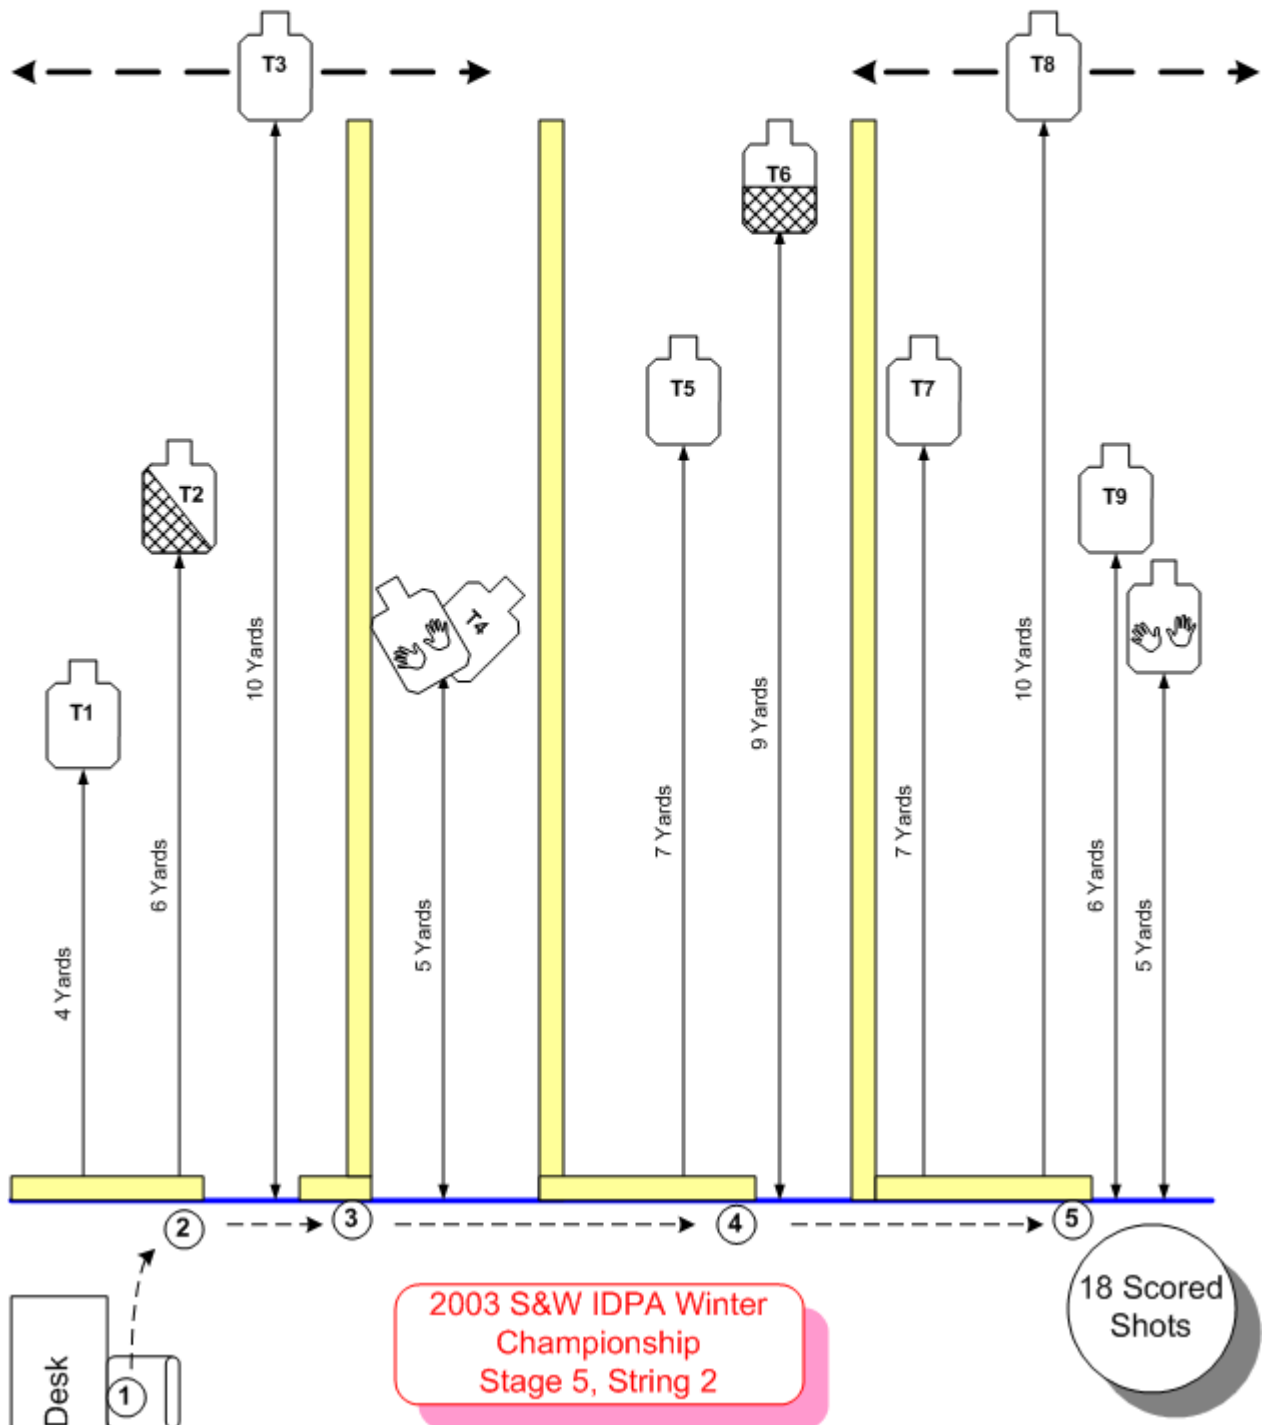 T3
T8
T6
T5
T7
T2
T9
T4
T1
10 Yards
10 Yards
9 Yards
7 Yards
7 Yards
6 Yards
6 Yards
5 Yards
5 Yards
4 Yards
2
3
4
5
1
Desk
2003 S&W IDPA Winter
Championship
Stage 5, String 2
18 Scored
Shots